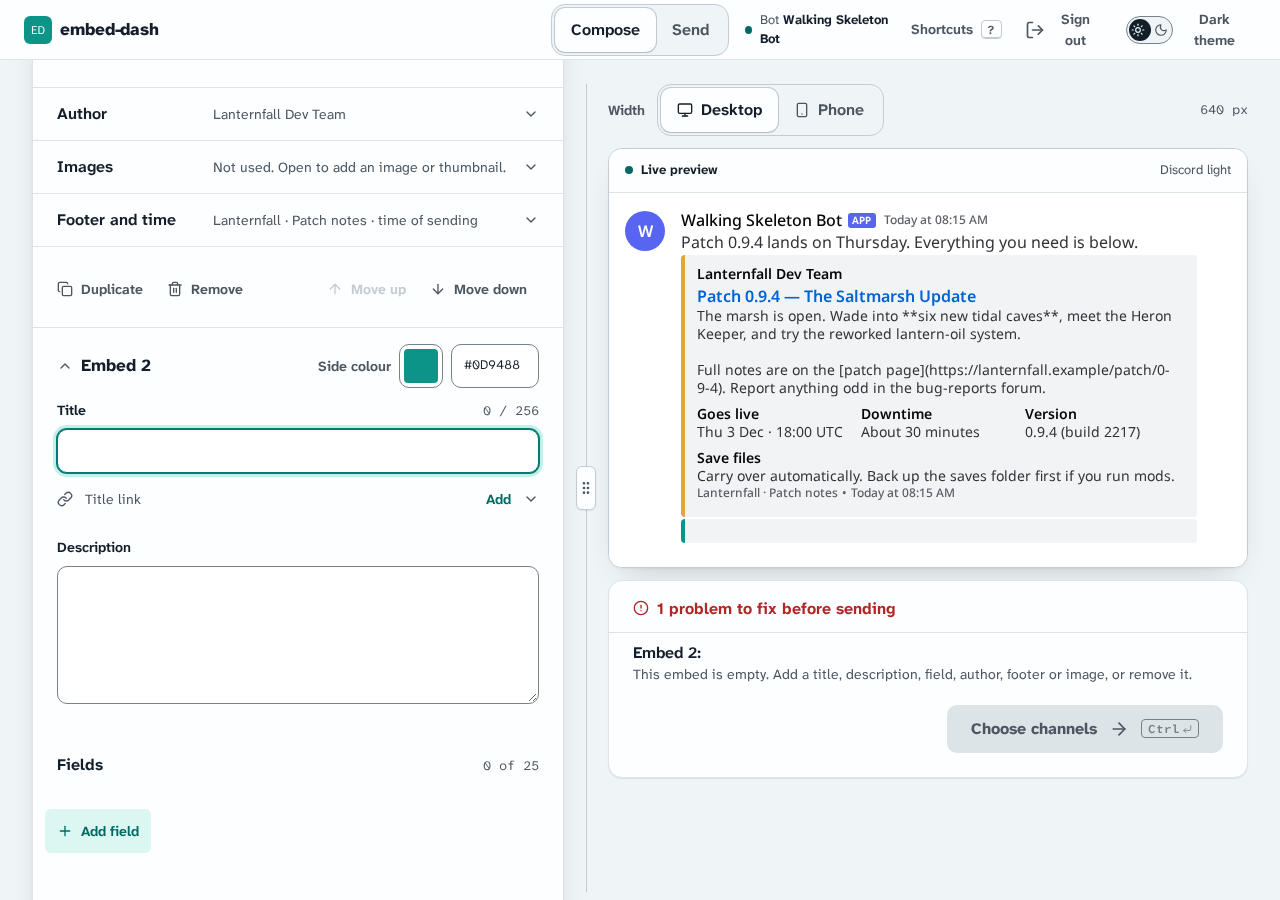 ED embed-dash
Compose
Send
Bot Walking Skeleton
Bot
Shortcuts ?
Sign
out
Dark
theme
Author
Lanternfall Dev Team
Images
Not used. Open to add an image or thumbnail.
Footer and time
Lanternfall · Patch notes · time of sending
Duplicate
Remove
Move up
Move down
Embed 2
Side colour
#0D9488
Title
0 / 256
Title link
Add
Description
Fields
0 of 25
Add field
Width
Desktop
Phone
640 px
Live preview
Discord light
W
Walking Skeleton Bot APP Today at 08:15 AM
Patch 0.9.4 lands on Thursday. Everything you need is below.
Lanternfall Dev Team
Patch 0.9.4 — The Saltmarsh Update
The marsh is open. Wade into **six new tidal caves**, meet the Heron
Keeper, and try the reworked lantern-oil system.
Full notes are on the [patch page](https://lanternfall.example/patch/0-
9-4). Report anything odd in the bug-reports forum.
Goes live
Downtime
Version
Thu 3 Dec · 18:00 UTC
About 30 minutes
0.9.4 (build 2217)
Save files
Carry over automatically. Back up the saves folder first if you run mods.
Lanternfall · Patch notes • Today at 08:15 AM
1 problem to fix before sending
Embed 2:
This embed is empty. Add a title, description, field, author, footer or image, or remove it.
Choose channels → Ctrl ↵